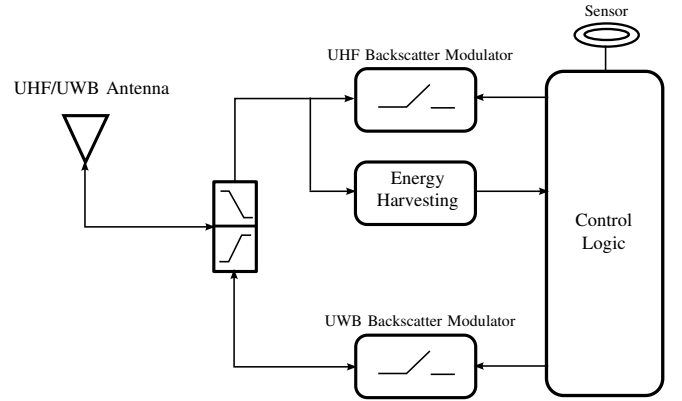 Sensor
UHF Backscatter Modulator
UHF/UWB Antenna
Energy
Harvesting
Control
Logic
UWB Backscatter Modulator